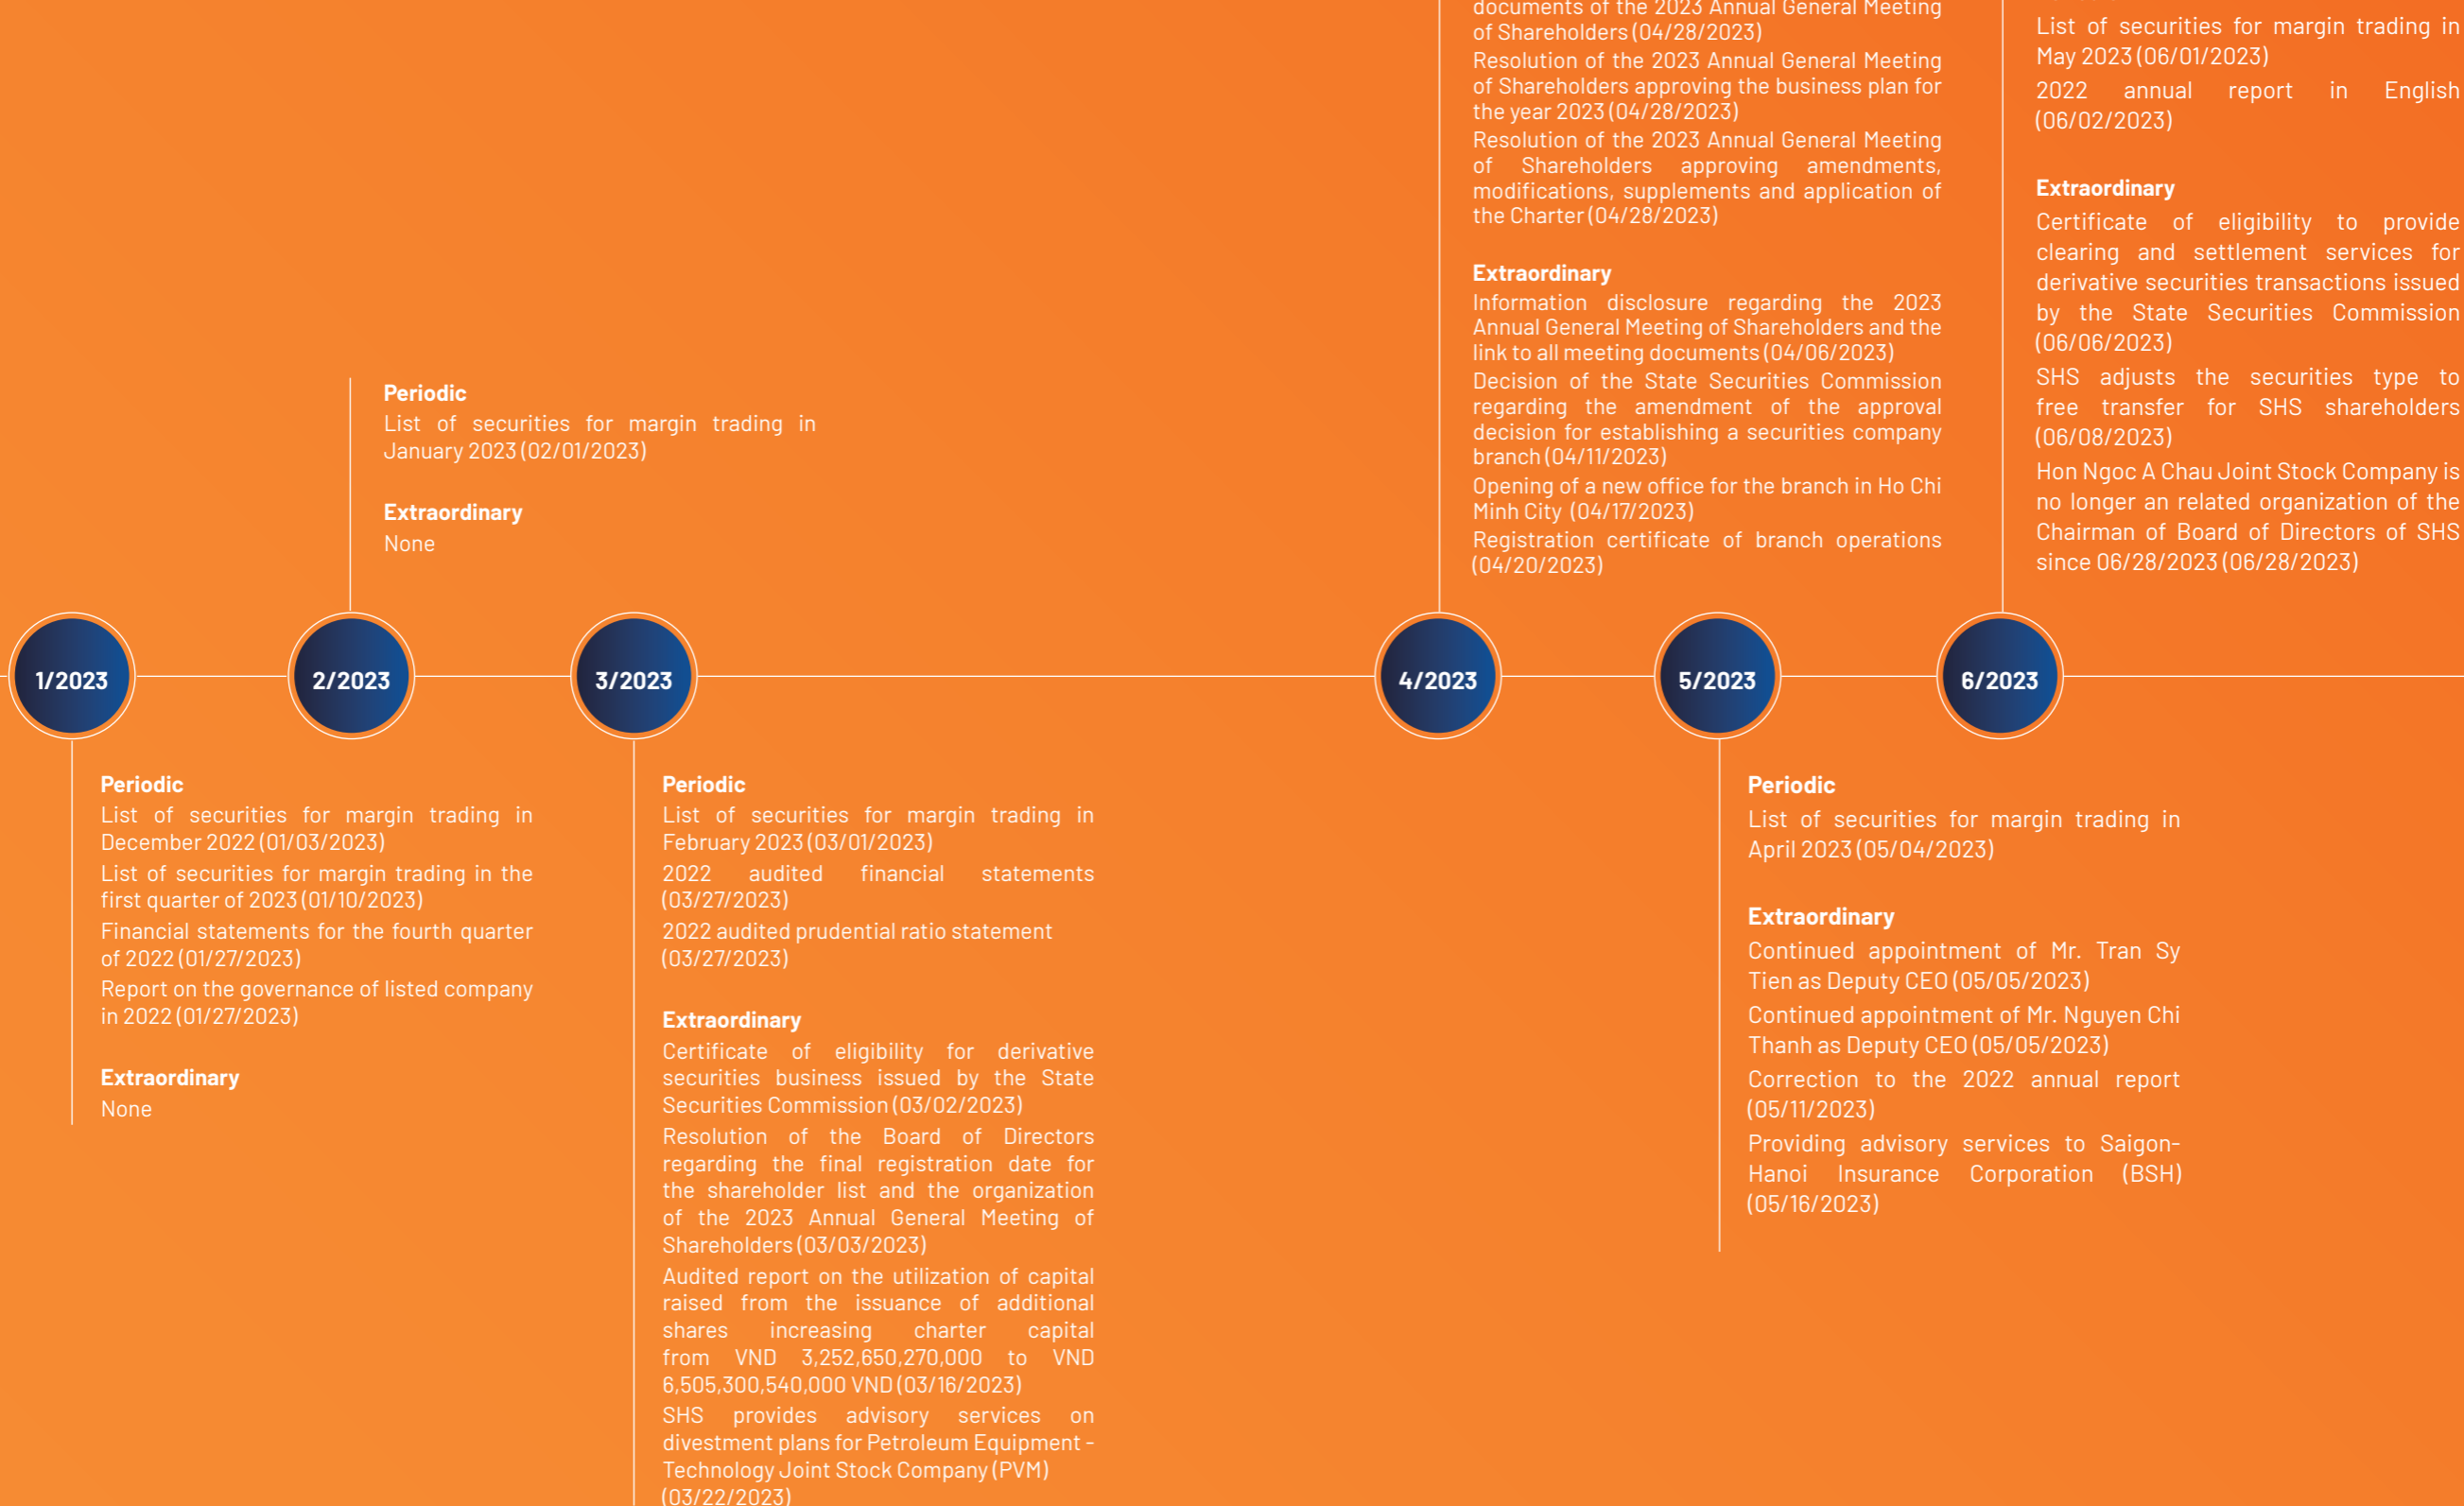 documents of the 2023 Annual General Meeting
of Shareholders (04/28/2023)
Resolution of the 2023 Annual General Meeting
of Shareholders approving the business plan for
the year 2023 (04/28/2023)
Resolution of the 2023 Annual General Meeting
of Shareholders approving amendments,
modifications, supplements and application of
the Charter (04/28/2023)
Extraordinary
Information disclosure regarding the 2023
Annual General Meeting of Shareholders and the
link to all meeting documents (04/06/2023)
Decision of the State Securities Commission
regarding the amendment of the approval
decision for establishing a securities company
branch (04/11/2023)
Opening of a new office for the branch in Ho Chi
Minh City (04/17/2023)
Registration certificate of branch operations
(04/20/2023)
List of securities for margin trading in
May 2023 (06/01/2023)
2022 annual report in English
(06/02/2023)
Extraordinary
Certificate of eligibility to provide
clearing and settlement services for
derivative securities transactions issued
by the State Securities Commission
(06/06/2023)
SHS adjusts the securities type to
free transfer for SHS shareholders
(06/08/2023)
Hon Ngoc A Chau Joint Stock Company is
no longer an related organization of the
Chairman of Board of Directors of SHS
since 06/28/2023 (06/28/2023)
Periodic
List of securities for margin trading in
January 2023 (02/01/2023)
Extraordinary
None
1/2023
2/2023
3/2023
4/2023
5/2023
6/2023
Periodic
List of securities for margin trading in
December 2022 (01/03/2023)
List of securities for margin trading in the
first quarter of 2023 (01/10/2023)
Financial statements for the fourth quarter
of 2022 (01/27/2023)
Report on the governance of listed company
in 2022 (01/27/2023)
Extraordinary
None
Periodic
List of securities for margin trading in
February 2023 (03/01/2023)
2022 audited financial statements
(03/27/2023)
2022 audited prudential ratio statement
(03/27/2023)
Extraordinary
Certificate of eligibility for derivative
securities business issued by the State
Securities Commission (03/02/2023)
Resolution of the Board of Directors
regarding the final registration date for
the shareholder list and the organization
of the 2023 Annual General Meeting of
Shareholders (03/03/2023)
Audited report on the utilization of capital
raised from the issuance of additional
shares increasing charter capital
from VND 3,252,650,270,000 to VND
6,505,300,540,000 VND (03/16/2023)
SHS provides advisory services on
divestment plans for Petroleum Equipment -
Technology Joint Stock Company (PVM)
(03/22/2023)
Periodic
List of securities for margin trading in
April 2023 (05/04/2023)
Extraordinary
Continued appointment of Mr. Tran Sy
Tien as Deputy CEO (05/05/2023)
Continued appointment of Mr. Nguyen Chi
Thanh as Deputy CEO (05/05/2023)
Correction to the 2022 annual report
(05/11/2023)
Providing advisory services to Saigon-
Hanoi Insurance Corporation (BSH)
(05/16/2023)